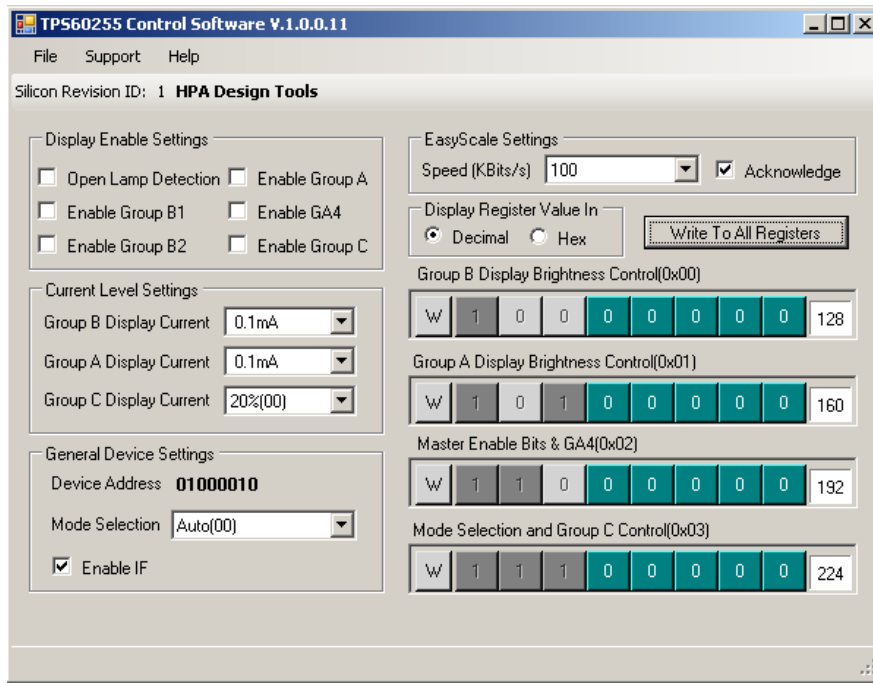 TPS60255 Control Software V.1.0.0.11
File Support Help
Silicon Revision ID: 1 HPA Design Tools
Display Enable Settings
Open Lamp Detection Enable Group A
Enable Group B1 Enable GA4
Enable Group B2 Enable Group C
Current Level Settings
Group B Display Current 0.1mA
Group A Display Current 0.1mA
Group C Display Current 20%(00)
General Device Settings
Device Address 01000010
Mode Selection Auto(00)
Enable IF
EasyScale Settings
Speed (KBits/s) 100 Acknowledge
Display Register Value In
Decimal Hex
Write To All Registers
Group B Display Brightness Control(0x00)
W 1 0 0 0 0 0 0 0 128
Group A Display Brightness Control(0x01)
W 1 0 1 0 0 0 0 0 160
Master Enable Bits & GA4(0x02)
W 1 1 0 0 0 0 0 0 192
Mode Selection and Group C Control(0x03)
W 1 1 1 0 0 0 0 0 224